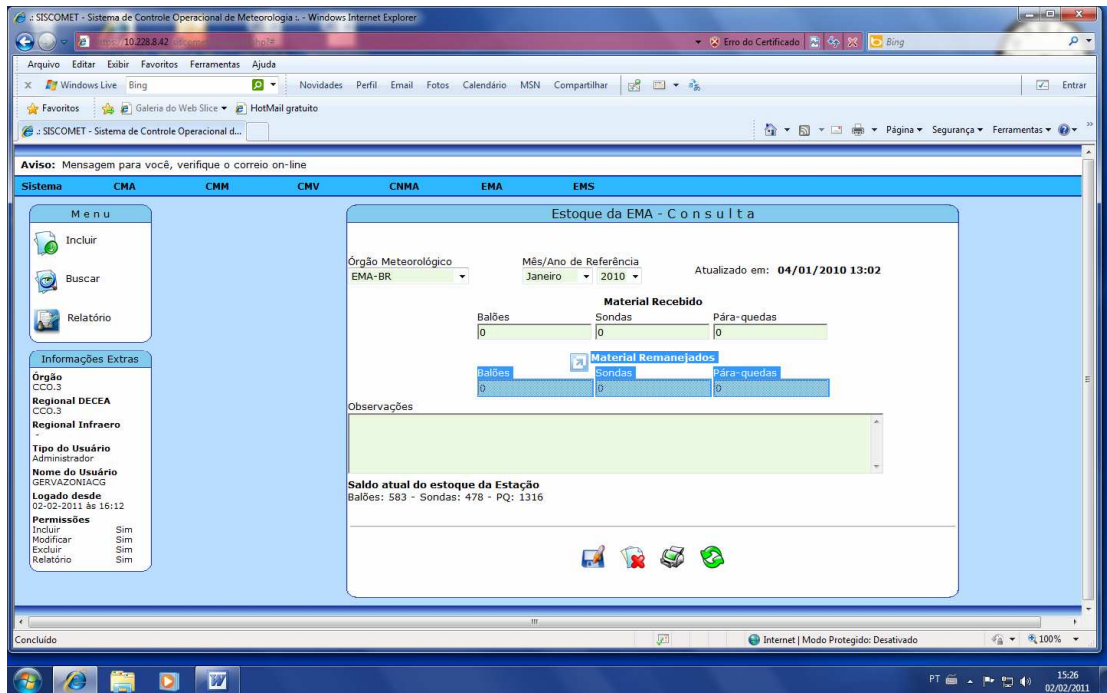 .: SISCOMET - Sistema de Controle Operacional de Meteorologia :. - Windows Internet Explorer
10.228.8.42
Erro do Certificado
Bing
Arquivo Editar Exibir Favoritos Ferramentas Ajuda
x Windows Live Bing Novidades Perfil Email Fotos Calendário MSN Compartilhar Entrar
Favoritos Galeria do Web Slice HotMail gratuito
.: SISCOMET - Sistema de Controle Operacional d... Página Segurança Ferramentas
Aviso: Mensagem para você, verifique o correio on-line
Sistema CMA CMM CMV CNMA EMA EMS
Menu
Incluir
Buscar
Relatório
Informações Extras
Órgão
CCO.3
Regional DECEA
CCO.3
Regional Infraero
-
Tipo do Usuário
Administrador
Nome do Usuário
GERVAZONIACG
Logado desde
02-02-2011 às 16:12
Permissões
Incluir Sim
Modificar Sim
Excluir Sim
Relatório Sim
Estoque da EMA - Consulta
Órgão Meteorológico Mês/Ano de Referência
EMA-BR Janeiro 2010 Atualizado em: 04/01/2010 13:02
Material Recebido
Balões Sondas Pára-quedas
0 0 0
Material Remanejados
Balões Sondas Pára-quedas
0 0 0
Observações
Saldo atual do estoque da Estação
Balões: 583 - Sondas: 478 - PQ: 1316
Concluído Internet | Modo Protegido: Desativado 100%
PT 15:26
02/02/2011